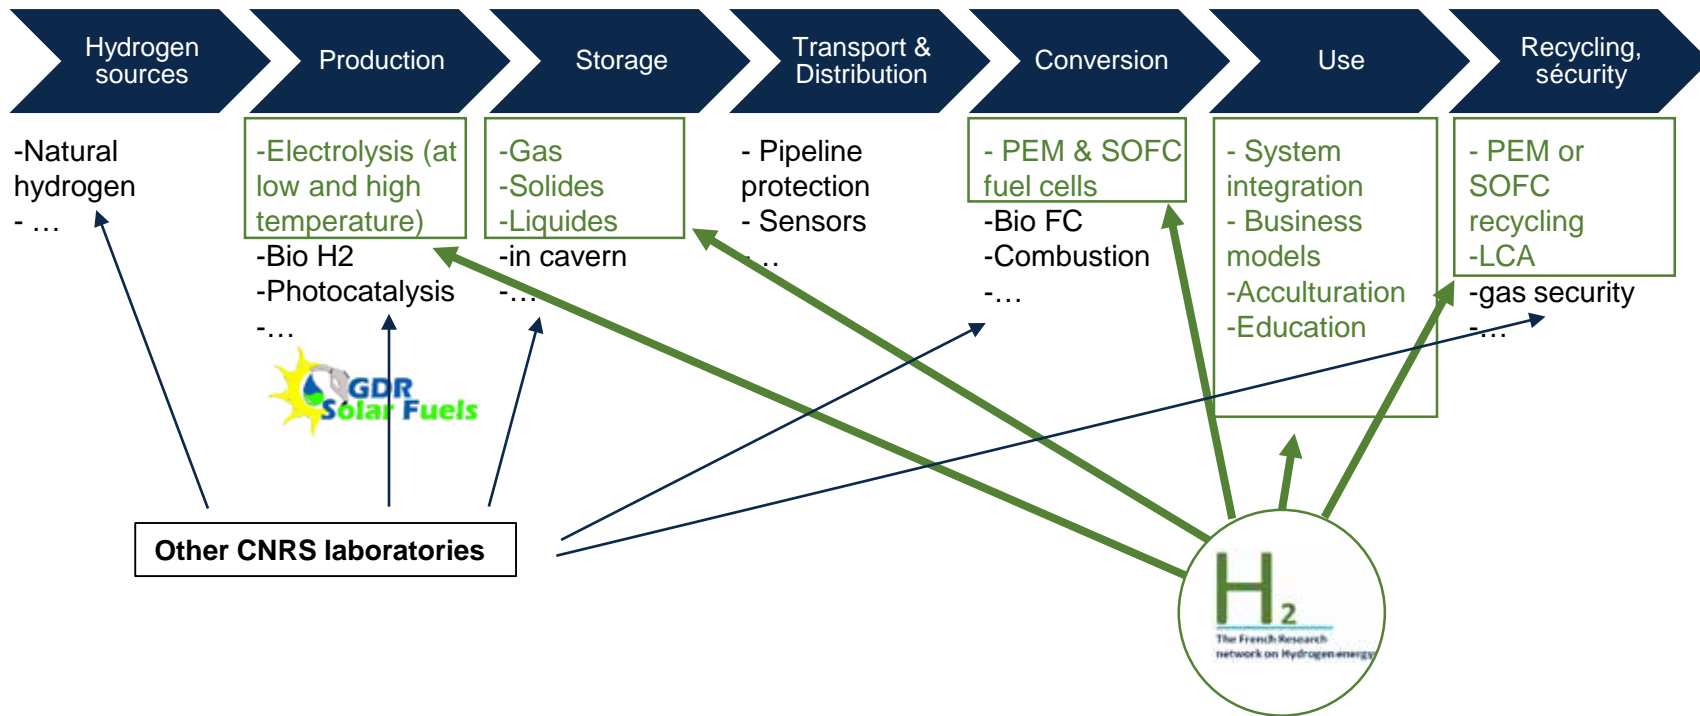 Hydrogen
sources
Production
Storage
Transport &
Distribution
Conversion
Use
Recycling,
sécurity
-Natural
hydrogen
- ...
-Electrolysis (at
low and high
temperature)
-Bio H2
-Photocatalysis
-...
-Gas
-Solides
-Liquides
-in cavern
-...
- Pipeline
protection
- Sensors
- ...
- PEM & SOFC
fuel cells
-Bio FC
-Combustion
-...
- System
integration
- Business
models
-Acculturation
-Education
- PEM or
SOFC
recycling
-LCA
-gas security
-...
GDR
Solar Fuels
Other CNRS laboratories
H2
The French Research
network on Hydrogen energy